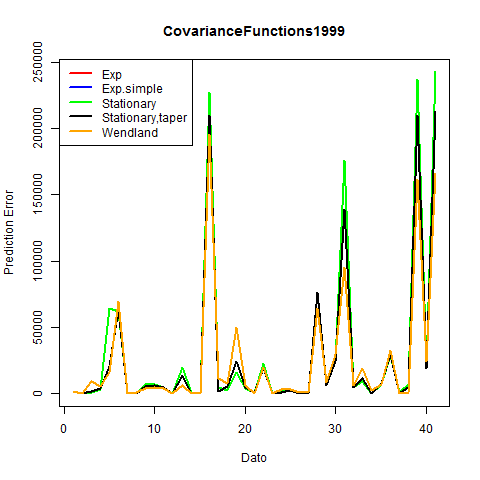 CovarianceFunctions1999
Exp
Exp.simple
Stationary
Stationary,taper
Wendland
Prediction Error
0
50000
100000
150000
200000
250000
0
10
20
30
40
Dato